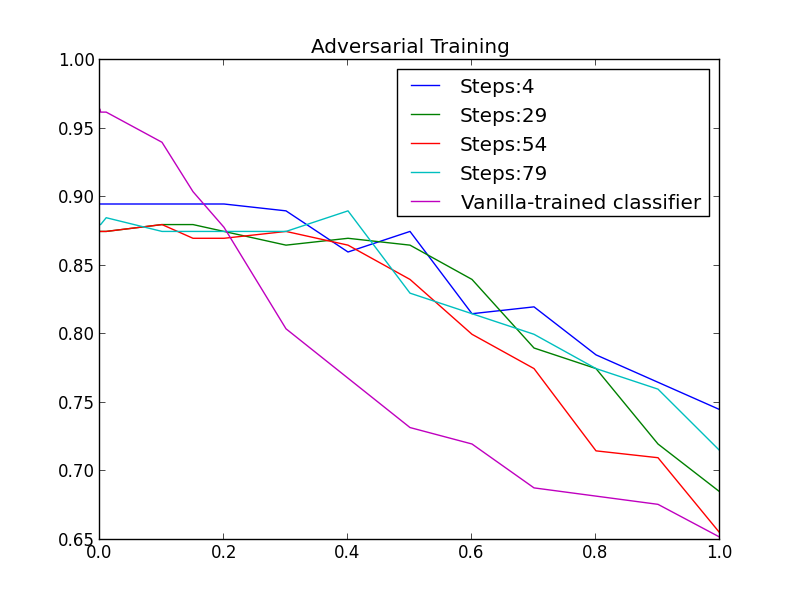 Adversarial Training
1.00
0.95
0.90
0.85
0.80
0.75
0.70
0.65
0.0 0.2 0.4 0.6 0.8 1.0
Steps:4
Steps:29
Steps:54
Steps:79
Vanilla-trained classifier